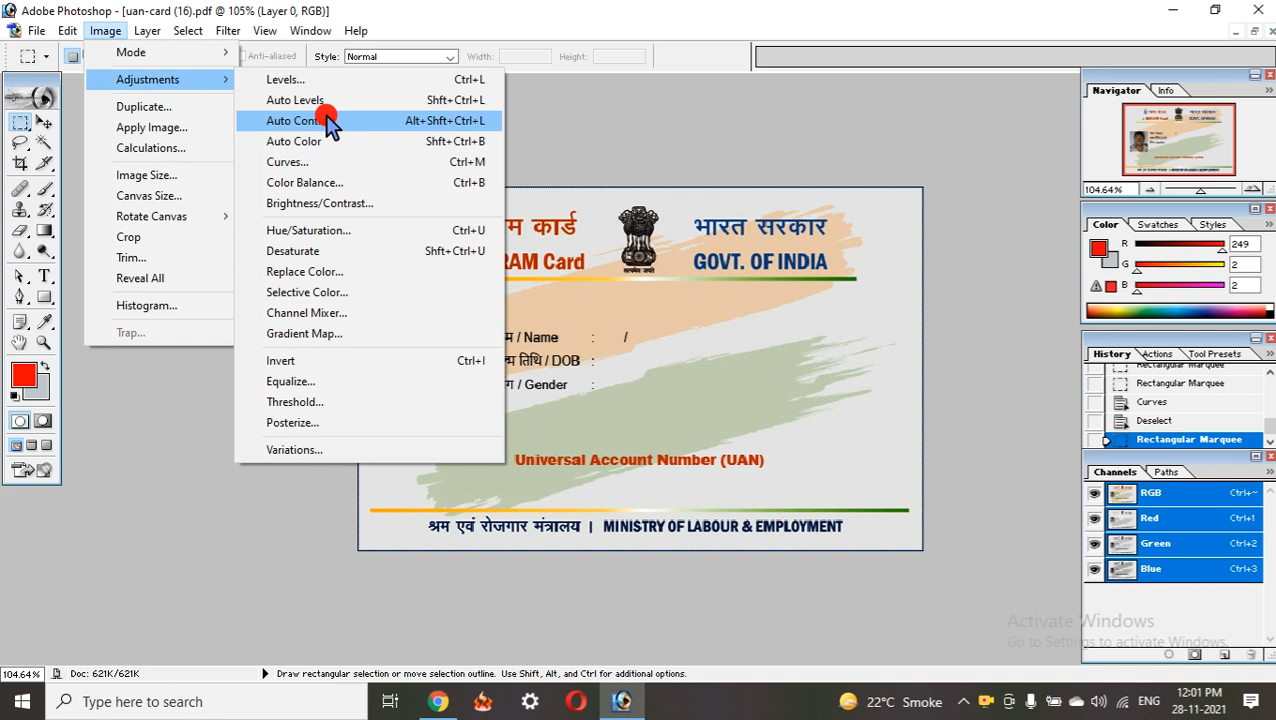 Adobe Photoshop - [uan-card (16).pdf @ 105% (Layer 0, RGB)]
File Edit Image Layer Select Filter View Window Help
Anti-aliased Style: Normal Width: Height:
Mode
Adjustments
Duplicate...
Apply Image...
Calculations...
Image Size...
Canvas Size...
Rotate Canvas
Crop
Trim...
Reveal All
Histogram...
Trap...
Levels... Ctrl+L
Auto Levels Shft+Ctrl+L
Auto Cont Alt+Shft+Ctrl+L
Auto Color Shft+Ctrl+B
Curves... Ctrl+M
Color Balance... Ctrl+B
Brightness/Contrast...
Hue/Saturation... Ctrl+U
Desaturate Shft+Ctrl+U
Replace Color...
Selective Color...
Channel Mixer...
Gradient Map...
Invert Ctrl+I
Equalize...
Threshold...
Posterize...
Variations...
कार्ड भारत सरकार
RAM Card GOVT. OF INDIA
/ Name : /
तिथि / DOB :
/ Gender :
Universal Account Number (UAN)
श्रम एवं रोजगार मंत्रालय | MINISTRY OF LABOUR & EMPLOYMENT
Navigator Info
104.64%
Color Swatches Styles
R 249
G 2
B 2
History Actions Tool Presets
Rectangular Marquee
Rectangular Marquee
Curves
Deselect
Rectangular Marquee
Channels Paths
RGB Ctrl+~
Red Ctrl+1
Green Ctrl+2
Blue Ctrl+3
Activate Windows
Go to Settings to activate Windows.
104.64% Doc: 621K/621K Draw rectangular selection or move selection outline. Use Shift, Alt, and Ctrl for additional options.
Type here to search
22°C Smoke
ENG
12:01 PM
28-11-2021